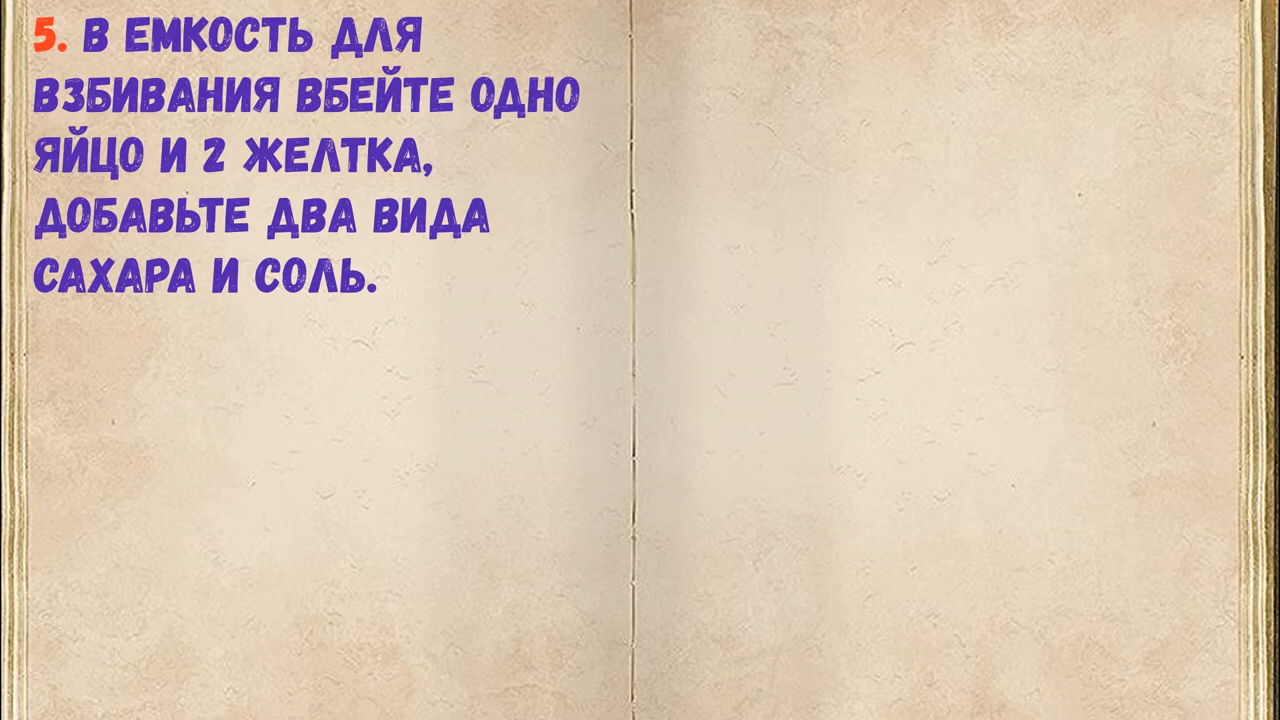 5. В ЕМКОСТЬ ДЛЯ
ВЗБИВАНИЯ ВБЕЙТЕ ОДНО
ЯЙЦО И 2 ЖЕЛТКА,
ДОБАВЬТЕ ДВА ВИДА
САХАРА И СОЛЬ.